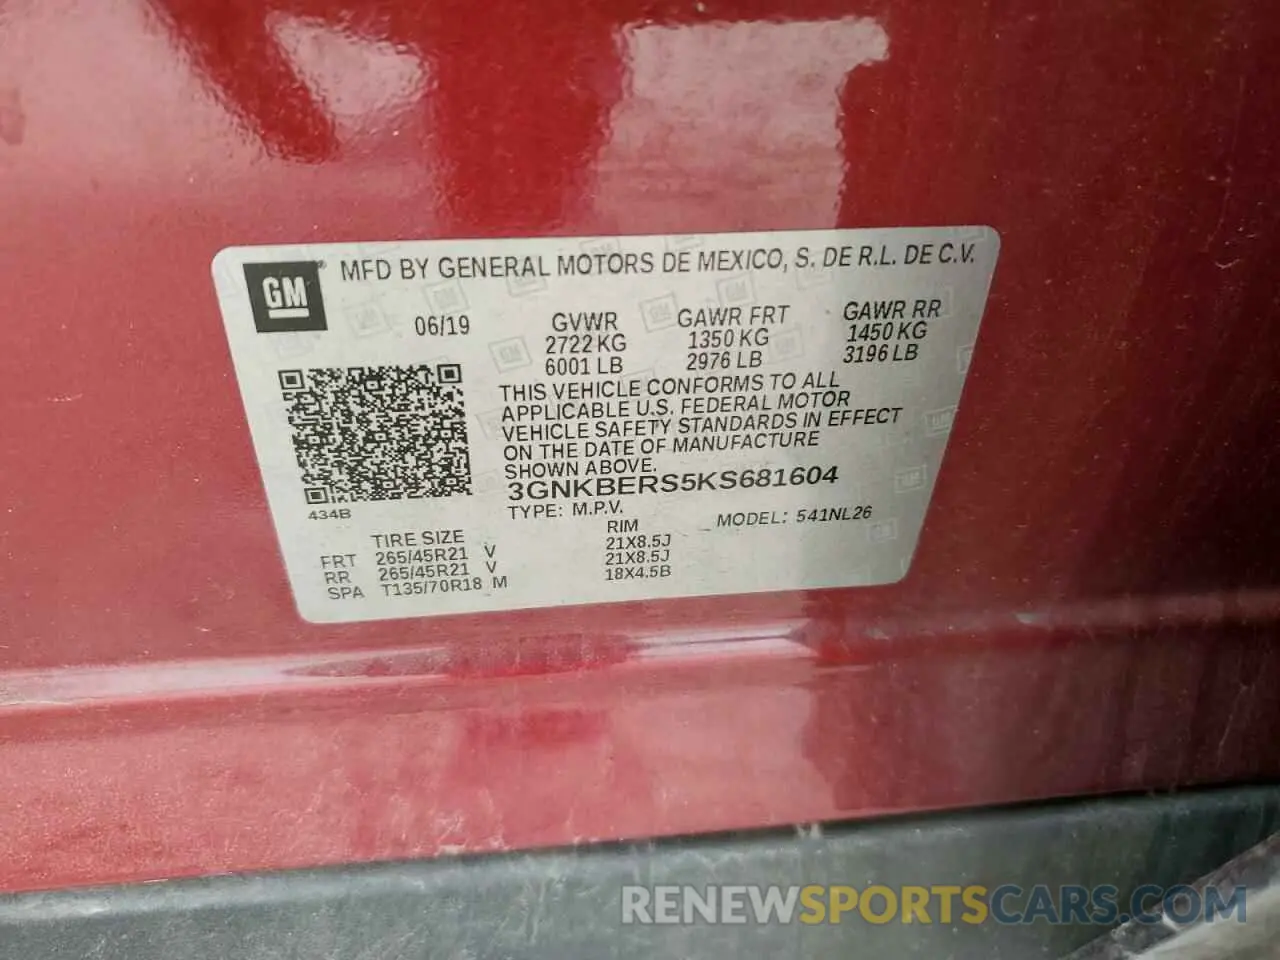 GM
MFD BY GENERAL MOTORS DE MEXICO, S. DE R.L. DE C.V.
06/19
GVWR GAWR FRT GAWR RR
2722 KG 1350 KG 1450 KG
6001 LB 2976 LB 3196 LB
THIS VEHICLE CONFORMS TO ALL
APPLICABLE U.S. FEDERAL MOTOR
VEHICLE SAFETY STANDARDS IN EFFECT
ON THE DATE OF MANUFACTURE
SHOWN ABOVE.
3GNKBERS5KS681604
434B
TYPE: M.P.V. MODEL: 541NL26
TIRE SIZE RIM
FRT 265/45R21 V 21X8.5J
RR 265/45R21 V 21X8.5J
SPA T135/70R18 M 18X4.5B
RENEWSPORTSCARS.COM